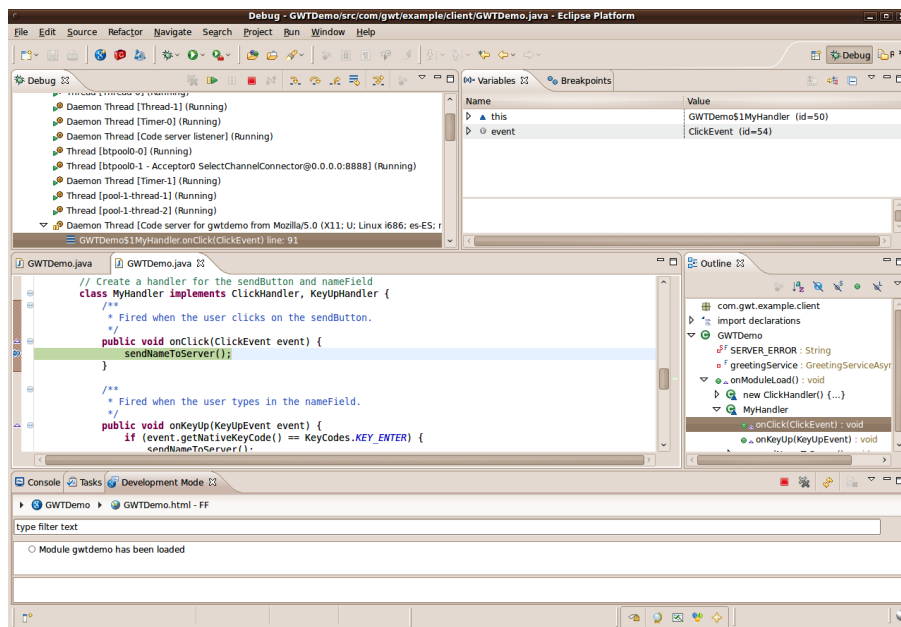 Debug - GWTDemo/src/com/gwt/example/client/GWTDemo.java - Eclipse Platform
File Edit Source Refactor Navigate Search Project Run Window Help
Debug
Debug
Daemon Thread [Thread-1] (Running)
Daemon Thread [Timer-0] (Running)
Daemon Thread [Code server listener] (Running)
Thread [btpool0-0] (Running)
Thread [btpool0-1 - Acceptor0 SelectChannelConnector@0.0.0.0:8888] (Running)
Daemon Thread [Timer-1] (Running)
Thread [pool-1-thread-1] (Running)
Thread [pool-1-thread-2] (Running)
Daemon Thread [Code server for gwtdemo from Mozilla/5.0 (X11; U; Linux i686; es-ES; r
GWTDemo$1MyHandler.onClick(ClickEvent) line: 91
(x)= Variables Breakpoints
Name Value
this GWTDemo$1MyHandler (id=50)
event ClickEvent (id=54)
GWTDemo.java GWTDemo.java
// Create a handler for the sendButton and nameField
class MyHandler implements ClickHandler, KeyUpHandler {
/**
* Fired when the user clicks on the sendButton.
*/
public void onClick(ClickEvent event) {
sendNameToServer();
}
/**
* Fired when the user types in the nameField.
*/
public void onKeyUp(KeyUpEvent event) {
if (event.getNativeKeyCode() == KeyCodes.KEY_ENTER) {
sendNameToServer();
Outline
com.gwt.example.client
import declarations
GWTDemo
SERVER_ERROR : String
greetingService : GreetingServiceAsyn
onModuleLoad() : void
new ClickHandler() {...}
MyHandler
onClick(ClickEvent) : void
onKeyUp(KeyUpEvent) : void
Console Tasks Development Mode
GWTDemo GWTDemo.html - FF
type filter text
Module gwtdemo has been loaded